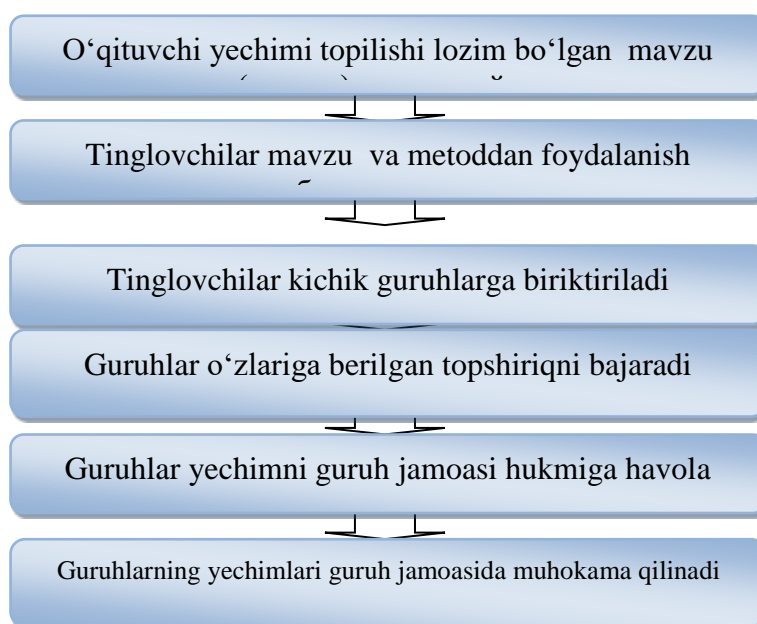 O‘qituvchi yechimi topilishi lozim bo‘lgan mavzu
Tinglovchilar mavzu va metoddan foydalanish
Tinglovchilar kichik guruhlarga biriktiriladi
Guruhlar o‘zlariga berilgan topshiriqni bajaradi
Guruhlar yechimni guruh jamoasi hukmiga havola
Guruhlarning yechimlari guruh jamoasida muhokama qilinadi